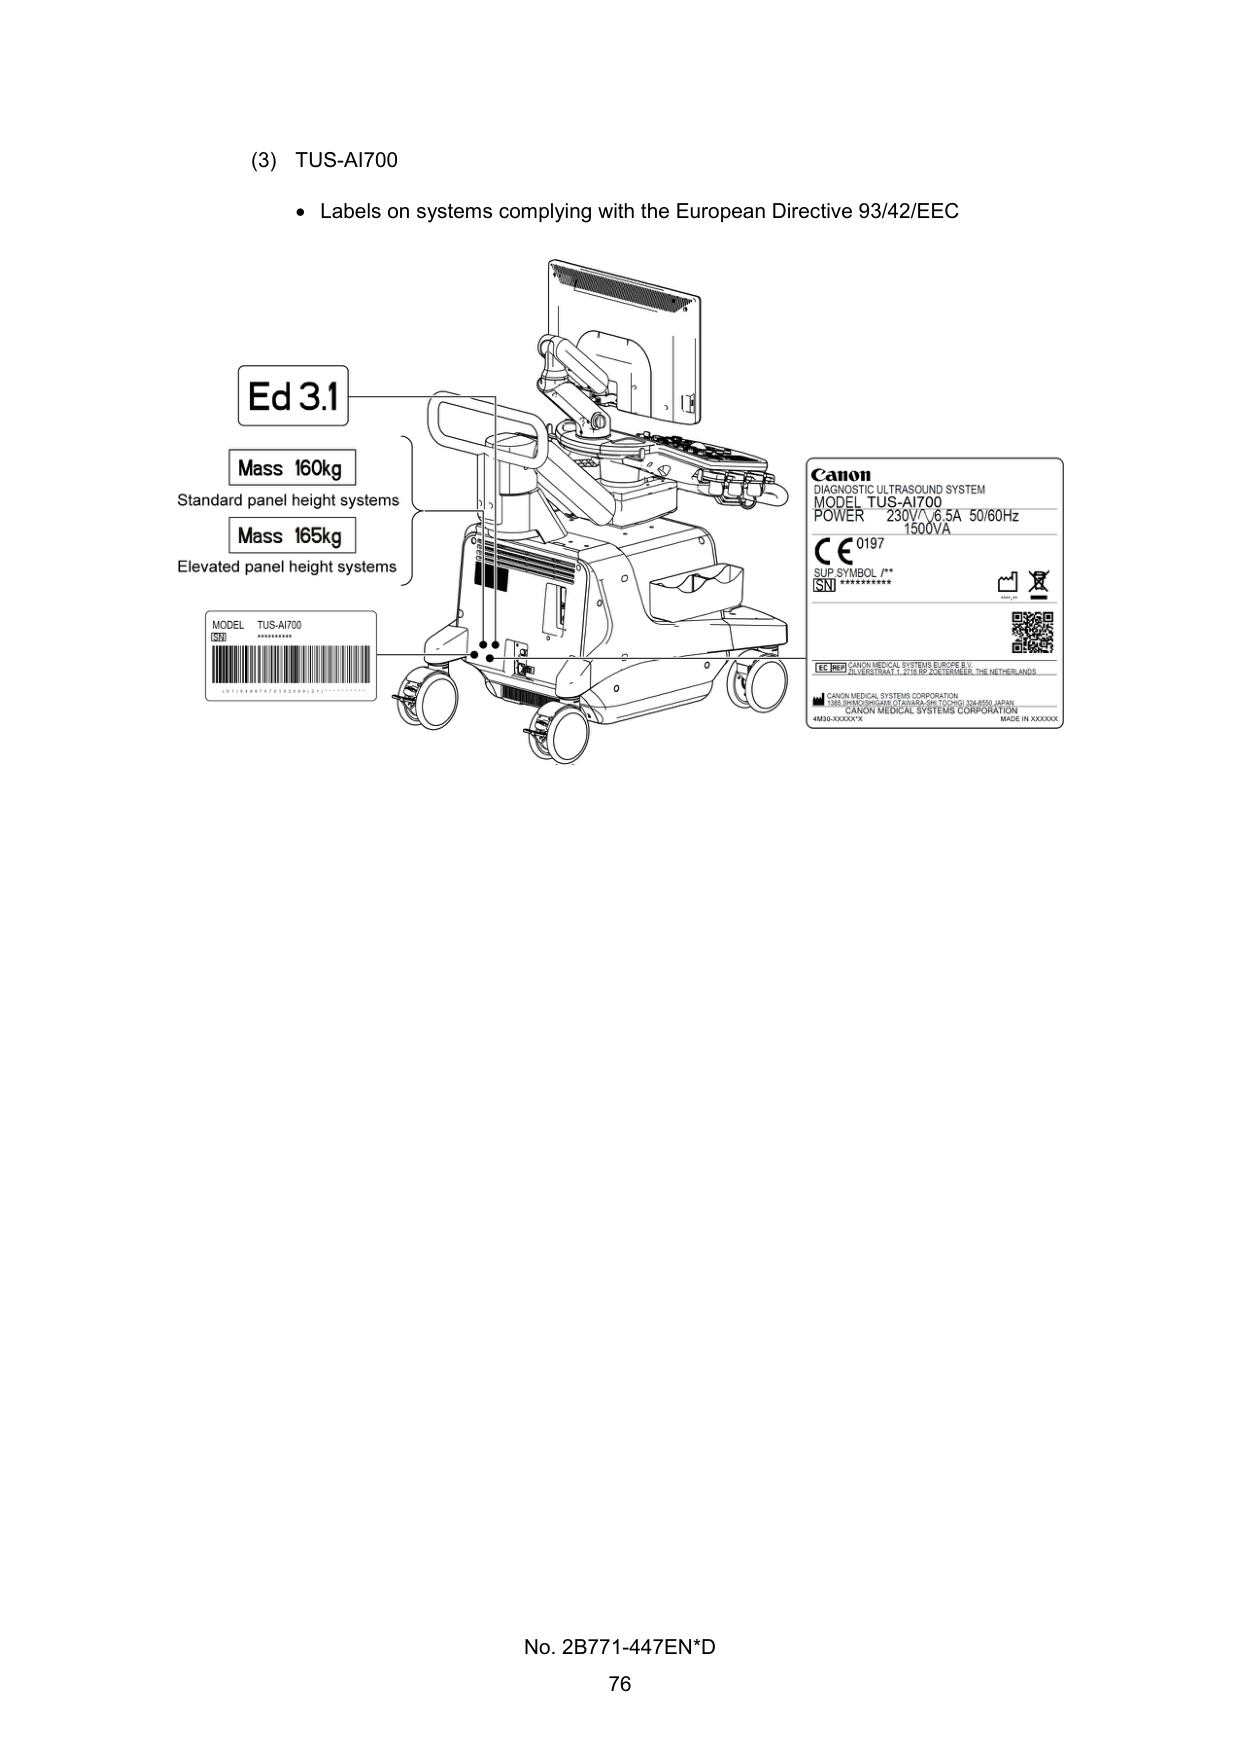 (3) TUS-AI700
• Labels on systems complying with the European Directive 93/42/EEC
Ed 3.1
Mass 160kg
Standard panel height systems
Mass 165kg
Elevated panel height systems
MODEL TUS-AI700
SN **********
Canon
DIAGNOSTIC ULTRASOUND SYSTEM
MODEL TUS-AI700
POWER 230V 6.5A 50/60Hz
1500VA
CE 0197
SUP.SYMBOL /**
SN **********
EC REP CANON MEDICAL SYSTEMS EUROPE B.V.
ZILVERSTRAAT 1, 2718 RP ZOETERMEER, THE NETHERLANDS
CANON MEDICAL SYSTEMS CORPORATION
1385,SHIMOISHIGAMI,OTAWARA-SHI,TOCHIGI 324-8550,JAPAN
CANON MEDICAL SYSTEMS CORPORATION
4M30-XXXXX*X MADE IN XXXXXX
No. 2B771-447EN*D
76